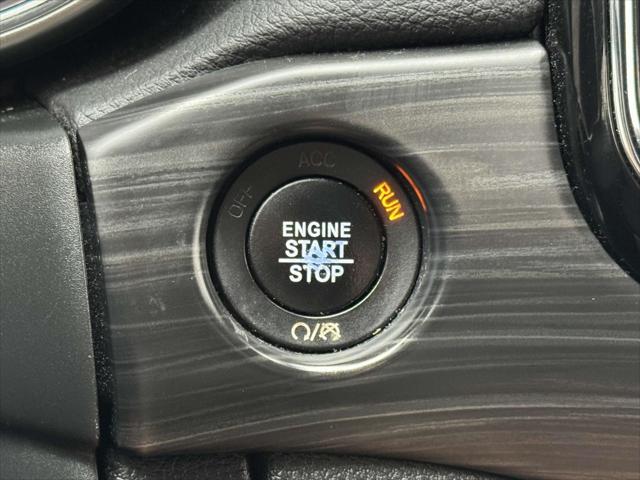 ACC
OFF
RUN
ENGINE
START
STOP